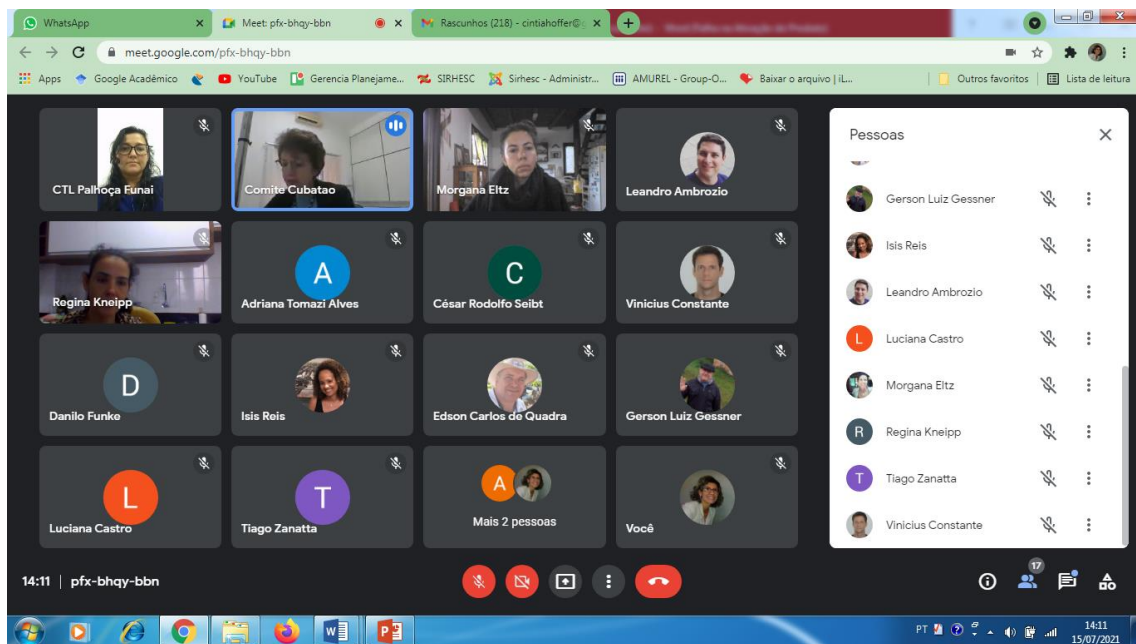 WhatsApp
Meet: pfx-bhqy-bbn
Rascunhos (218) - cintiahoffer@
meet.google.com/pfx-bhqy-bbn
Apps Google Acadêmico YouTube Gerencia Planejame... SIRHESC Sirhesc - Administr... AMUREL - Group-O... Baixar o arquivo | iL... Outros favoritos Lista de leitura
CTL Palhoça Funai
Comite Cubatao
Morgana Eltz
Leandro Ambrozio
Regina Kneipp
A
Adriana Tomazi Alves
C
César Rodolfo Seibt
Vinicius Constante
D
Danilo Funke
Isis Reis
Edson Carlos de Quadra
Gerson Luiz Gessner
L
Luciana Castro
T
Tiago Zanatta
A
Mais 2 pessoas
Você
Pessoas
Gerson Luiz Gessner
Isis Reis
Leandro Ambrozio
L Luciana Castro
Morgana Eltz
R Regina Kneipp
T Tiago Zanatta
Vinicius Constante
14:11 | pfx-bhqy-bbn
17
PT
14:11
15/07/2021